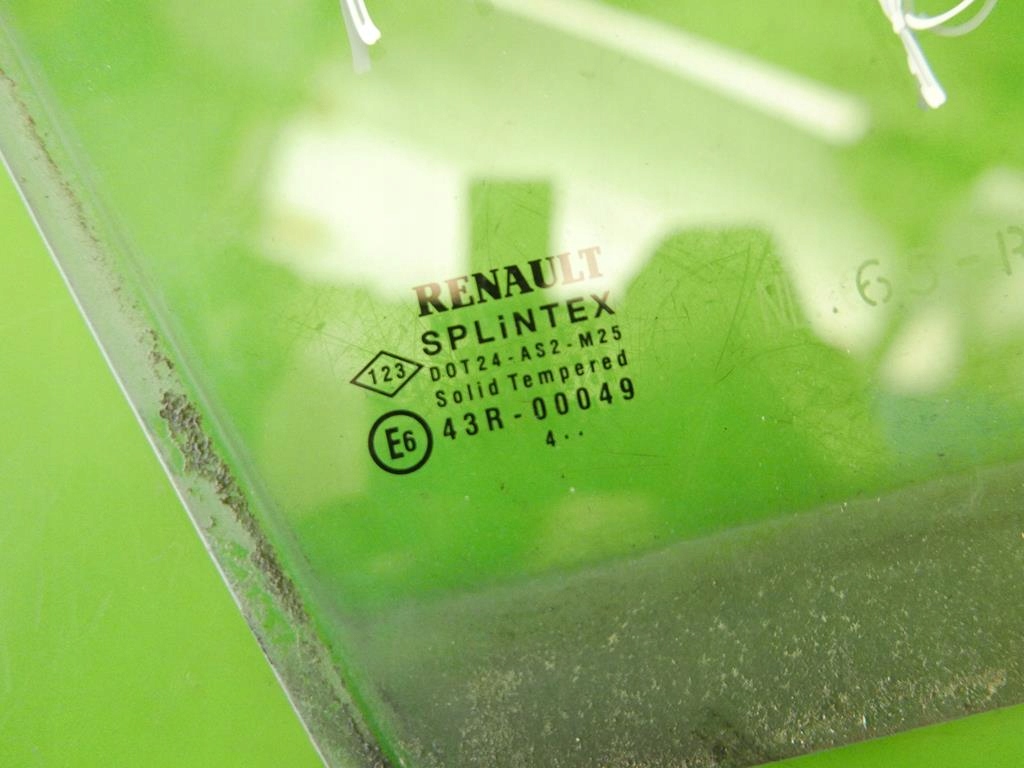 RENAULT
SPLiNTEX
123
DOT24-AS2-M25
Solid Tempered
E6
43R-00049
4..